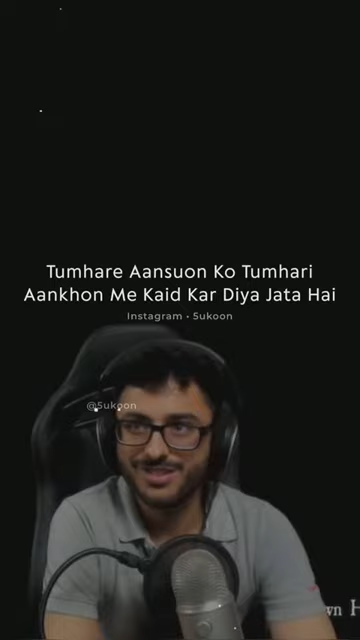 Tumhare Aansuon Ko Tumhari
Aankhon Me Kaid Kar Diya Jata Hai
Instagram • 5ukoon
@5ukoon